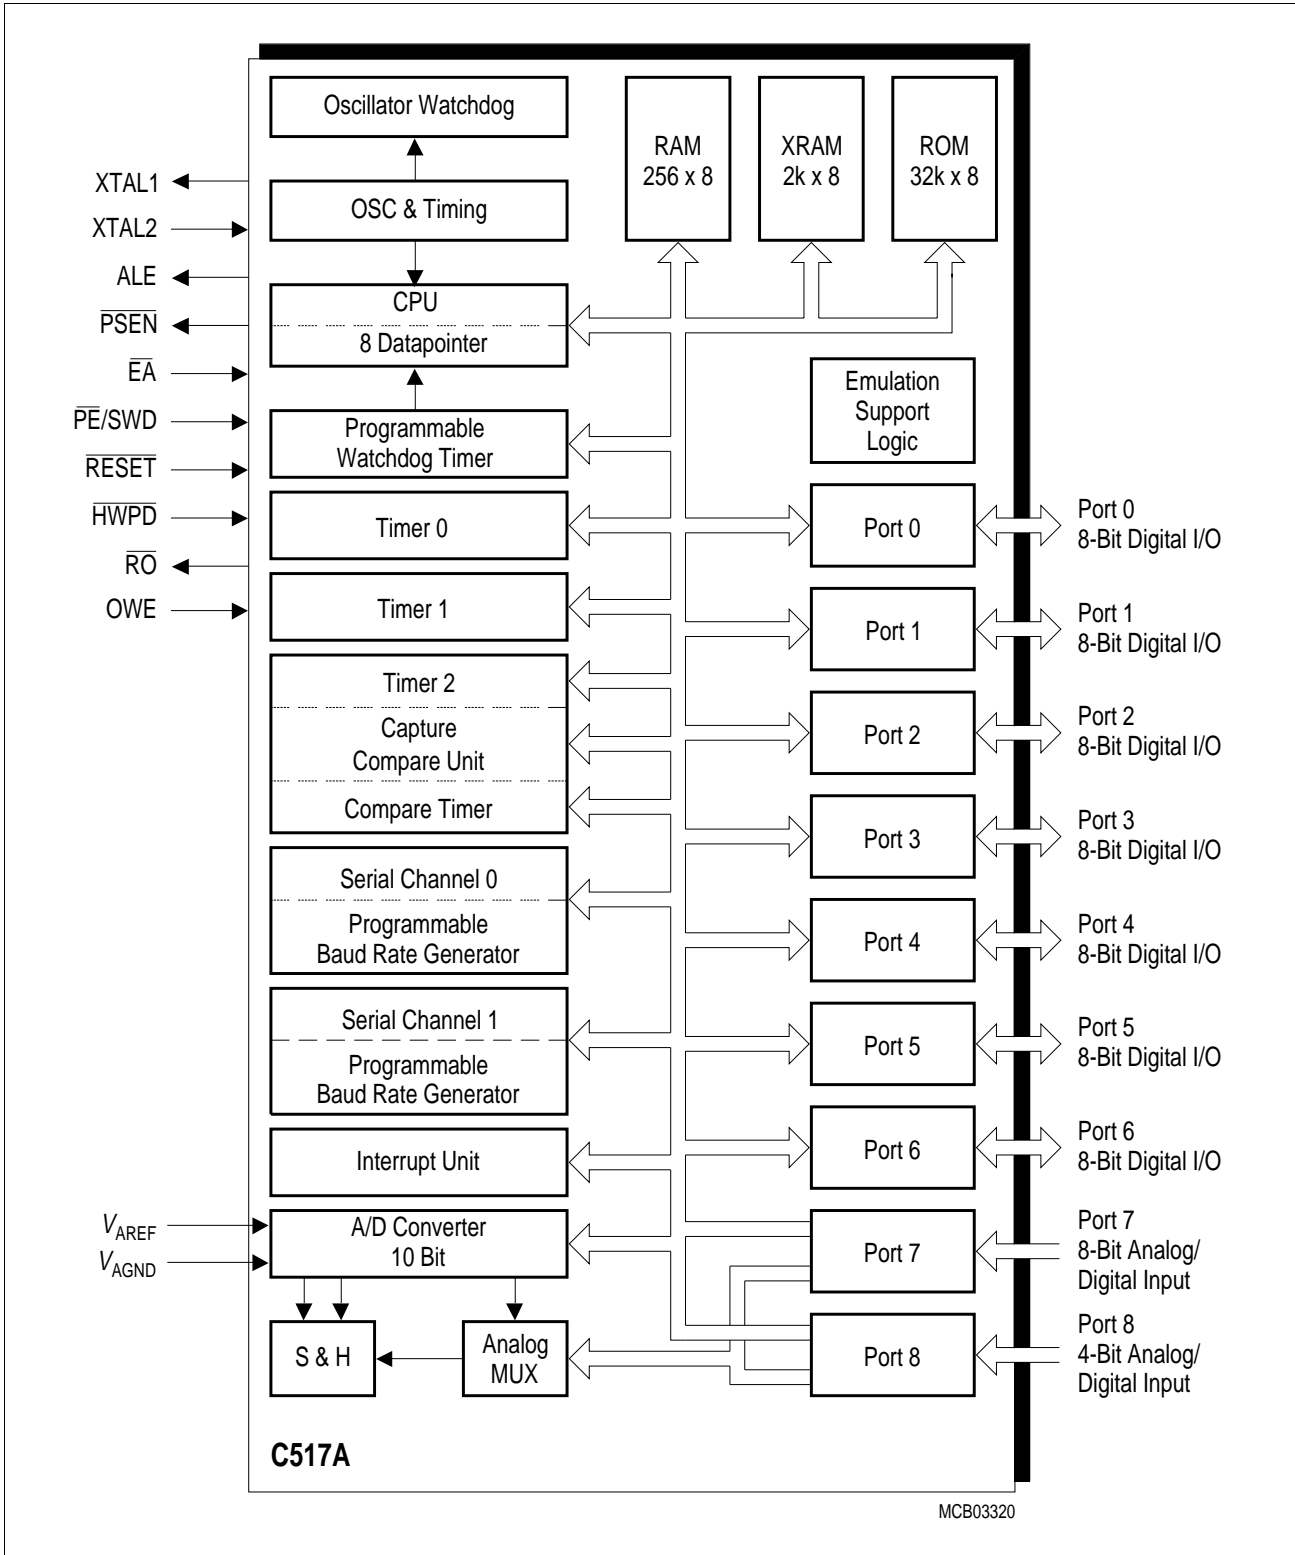 Oscillator Watchdog
OSC & Timing
CPU
8 Datapointer
Programmable
Watchdog Timer
Timer 0
Timer 1
Timer 2
Capture
Compare Unit
Compare Timer
Serial Channel 0
Programmable
Baud Rate Generator
Serial Channel 1
Programmable
Baud Rate Generator
Interrupt Unit
A/D Converter
10 Bit
S & H
Analog
MUX
RAM
256 x 8
XRAM
2k x 8
ROM
32k x 8
Emulation
Support
Logic
Port 0
Port 1
Port 2
Port 3
Port 4
Port 5
Port 6
Port 7
Port 8
XTAL1
XTAL2
ALE
PSEN
EA
PE/SWD
RESET
HWPD
RO
OWE
VAREF
VAGND
Port 0
8-Bit Digital I/O
Port 1
8-Bit Digital I/O
Port 2
8-Bit Digital I/O
Port 3
8-Bit Digital I/O
Port 4
8-Bit Digital I/O
Port 5
8-Bit Digital I/O
Port 6
8-Bit Digital I/O
Port 7
8-Bit Analog/
Digital Input
Port 8
4-Bit Analog/
Digital Input
C517A
MCB03320